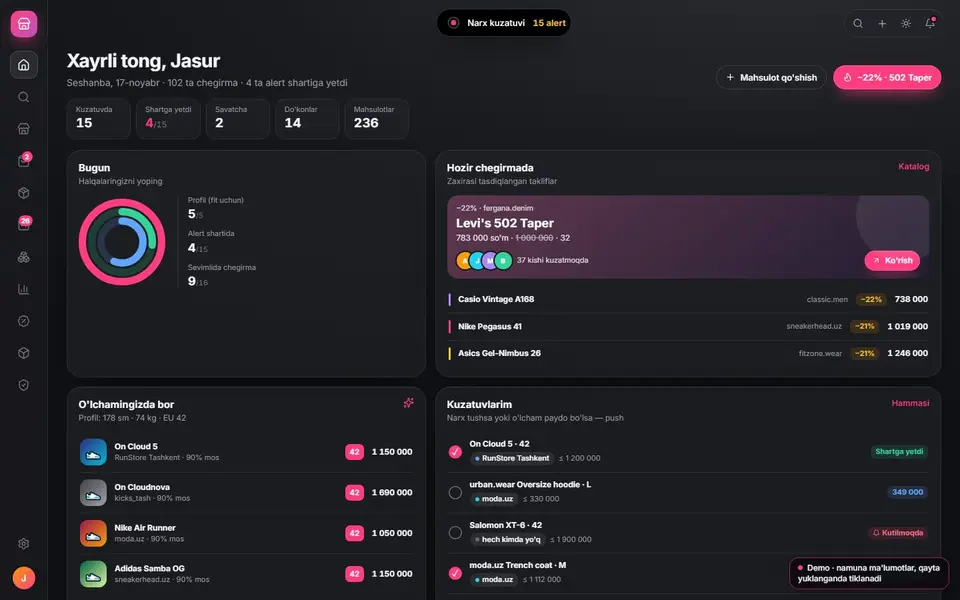 Narx kuzatuvi 15 alert
Xayrli tong, Jasur
Seshanba, 17-noyabr · 102 ta chegirma · 4 ta alert shartiga yetdi
+ Mahsulot qo'shish
−22% · 502 Taper
Kuzatuvda
15
Shartga yetdi
4/15
Savatcha
2
Do'konlar
14
Mahsulotlar
236
2
26
Bugun
Halqalaringizni yoping
Profil (fit uchun)
5/5
Alert shartida
4/15
Sevimlida chegirma
9/16
Hozir chegirmada
Katalog
Zaxirasi tasdiqlangan takliflar
−22% · fergana.denim
Levi's 502 Taper
783 000 so'm · 1 000 000 · 32
A J M B
37 kishi kuzatmoqda
Ko'rish
Casio Vintage A168 classic.men −22% 738 000
Nike Pegasus 41 sneakerhead.uz −21% 1 019 000
Asics Gel-Nimbus 26 fitzone.wear −21% 1 246 000
O'lchamingizda bor
Profil: 178 sm · 74 kg · EU 42
On Cloud 5
RunStore Tashkent · 90% mos
42 1 150 000
On Cloudnova
kicks_tash · 90% mos
42 1 690 000
Nike Air Runner
moda.uz · 90% mos
42 1 050 000
Adidas Samba OG
sneakerhead.uz · 90% mos
42 1 150 000
Kuzatuvlarim
Hammasi
Narx tushsa yoki o'lcham paydo bo'lsa — push
On Cloud 5 · 42
RunStore Tashkent ≤ 1 200 000
Shartga yetdi
urban.wear Oversize hoodie · L
moda.uz ≤ 330 000
349 000
Salomon XT-6 · 42
hech kimda yo'q ≤ 1 900 000
Kutilmoqda
moda.uz Trench coat · M
moda.uz ≤ 1 112 000
Demo · namuna ma'lumotlar, qayta
yuklanganda tiklanadi
J